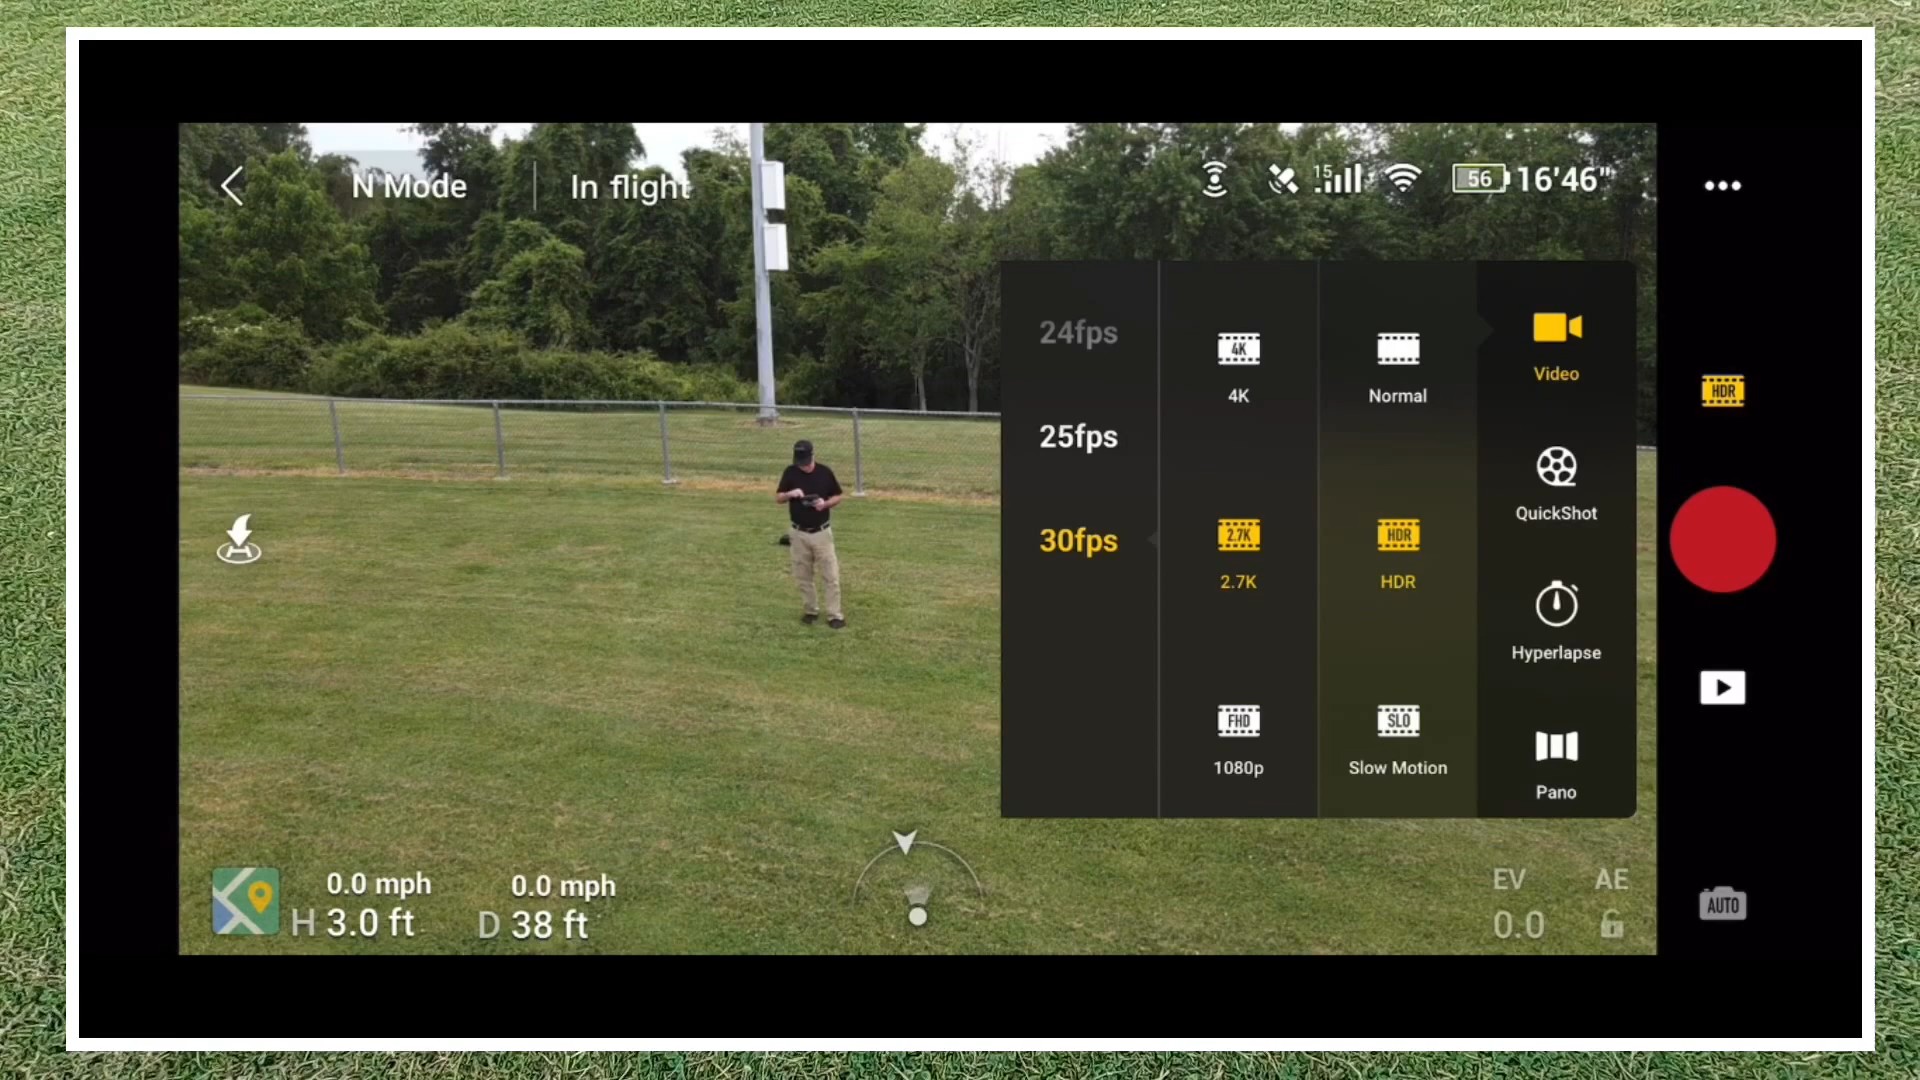 N Mode In flight 15 56 16'46"
24fps
25fps
30fps
4K
4K
2.7K
2.7K
FHD
1080p
Normal
HDR
HDR
SLO
Slow Motion
Video
QuickShot
Hyperlapse
Pano
HDR
0.0 mph 0.0 mph
H 3.0 ft D 38 ft
EV AE
0.0
AUTO